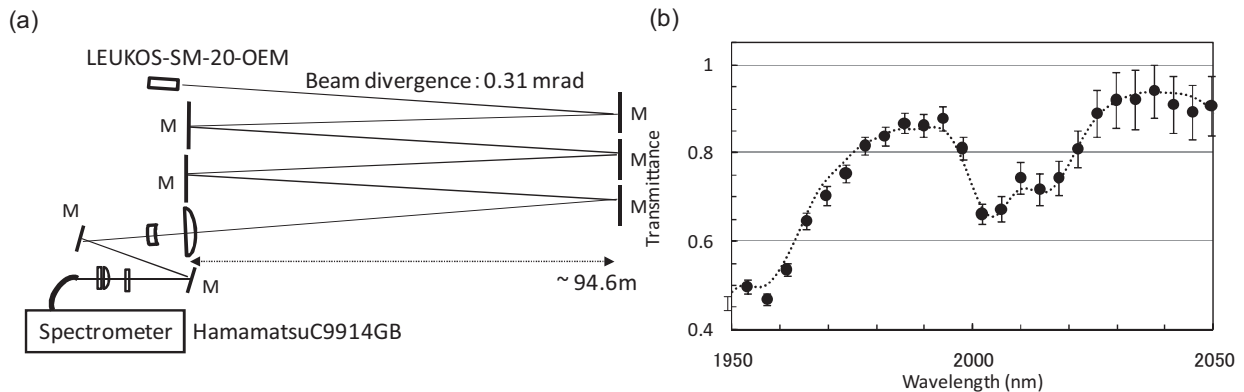 (a)
LEUKOS-SM-20-OEM
Beam divergence : 0.31 mrad
M
M
M
M
M
M
M
~ 94.6m
Spectrometer
HamamatsuC9914GB
(b)
Transmittance
1
0.8
0.6
0.4
1950
2000
2050
Wavelength (nm)